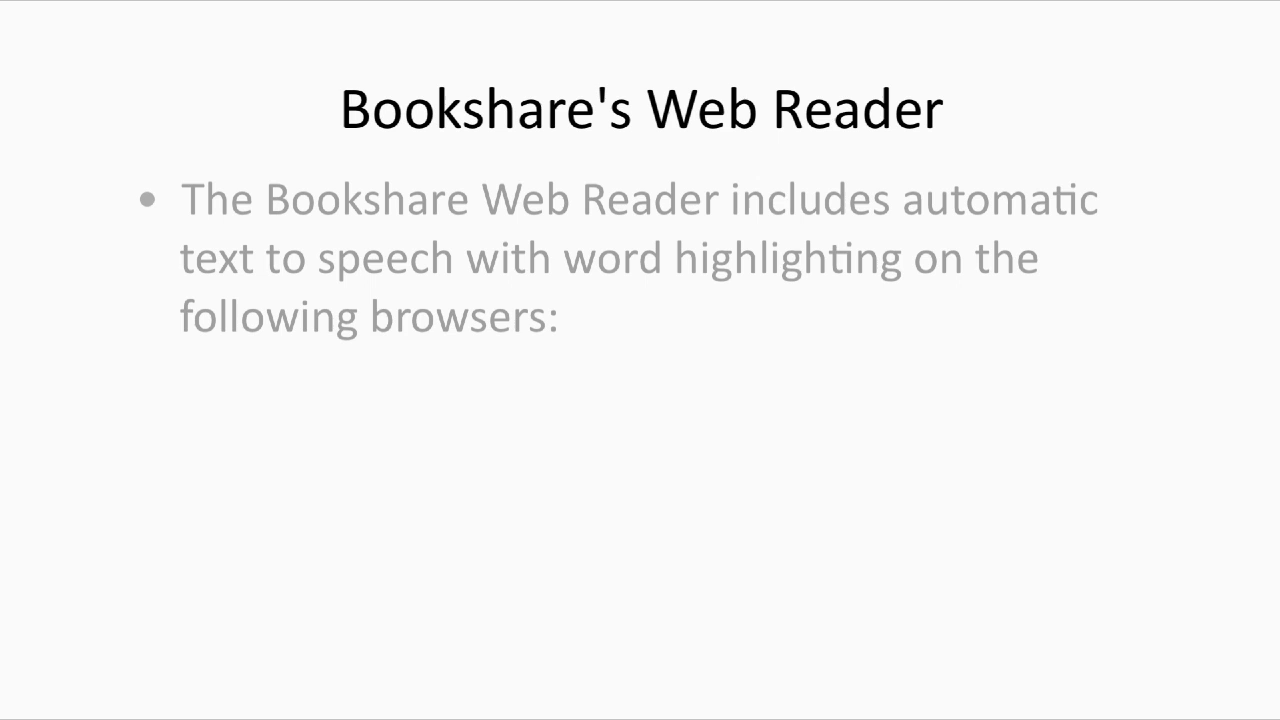 Bookshare's Web Reader
• The Bookshare Web Reader includes automatic
text to speech with word highlighting on the
following browsers: